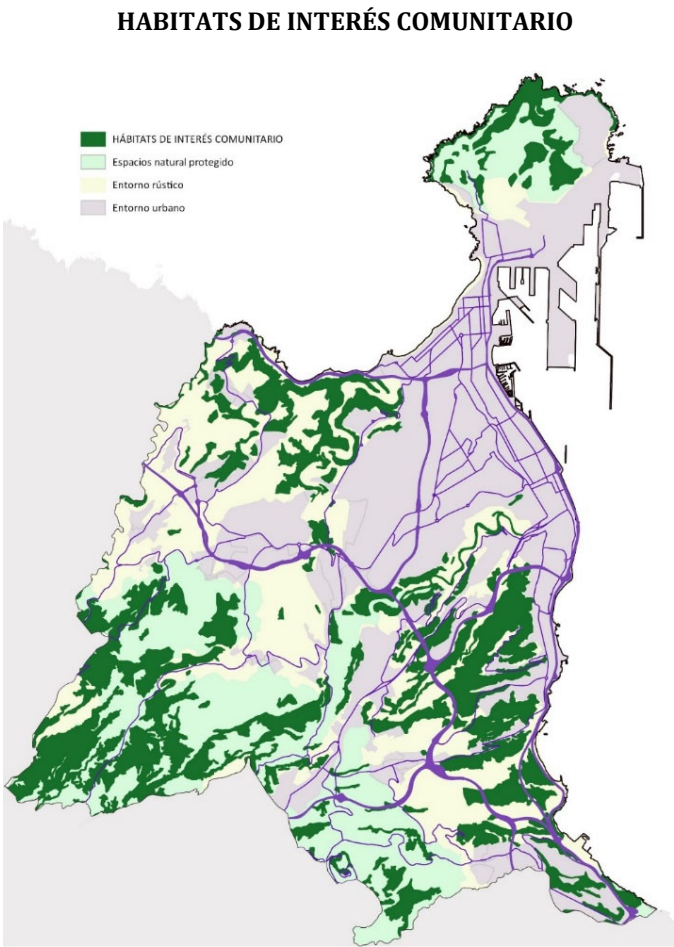 HABITATS DE INTERÉS COMUNITARIO
HÁBITATS DE INTERÉS COMUNITARIO
Espacios natural protegido
Entorno rústico
Entorno urbano